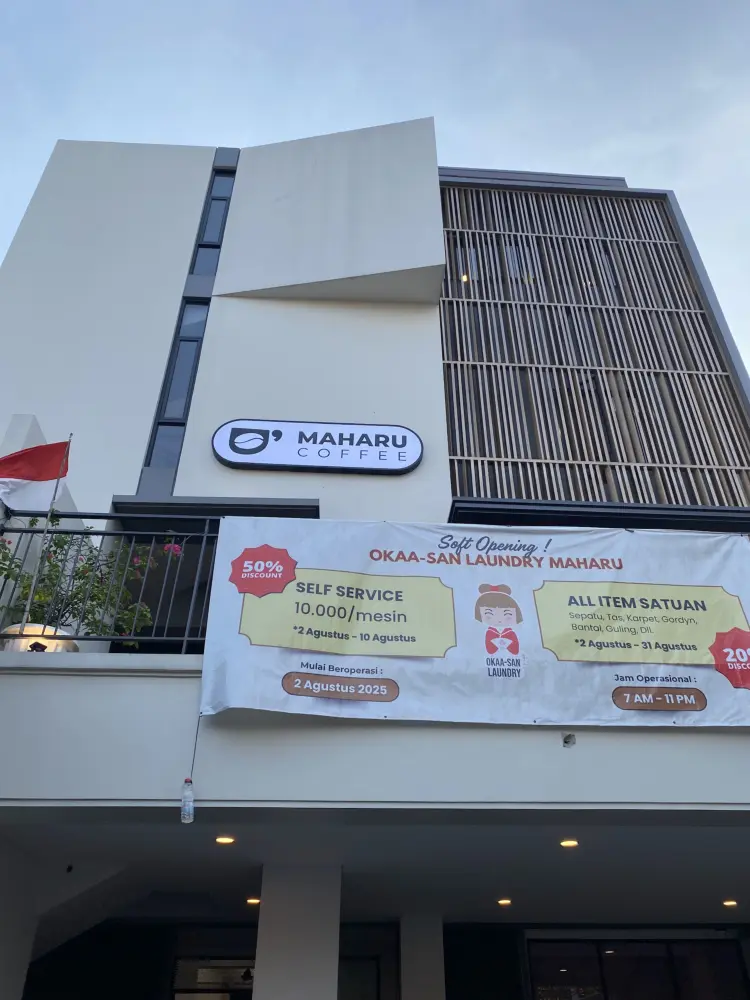 MAHARU
COFFEE
Soft Opening !
OKAA-SAN LAUNDRY MAHARU
50%
DISCOUNT
SELF SERVICE
10.000/mesin
*2 Agustus - 10 Agustus
Mulai Beroperasi :
2 Agustus 2025
OKAA-SAN
LAUNDRY
ALL ITEM SATUAN
Sepatu, Tas, Karpet, Gordyn,
Bantal, Guling, Dll.
*2 Agustus - 31 Agustus
20%
Jam Operasional :
7 AM - 11 PM